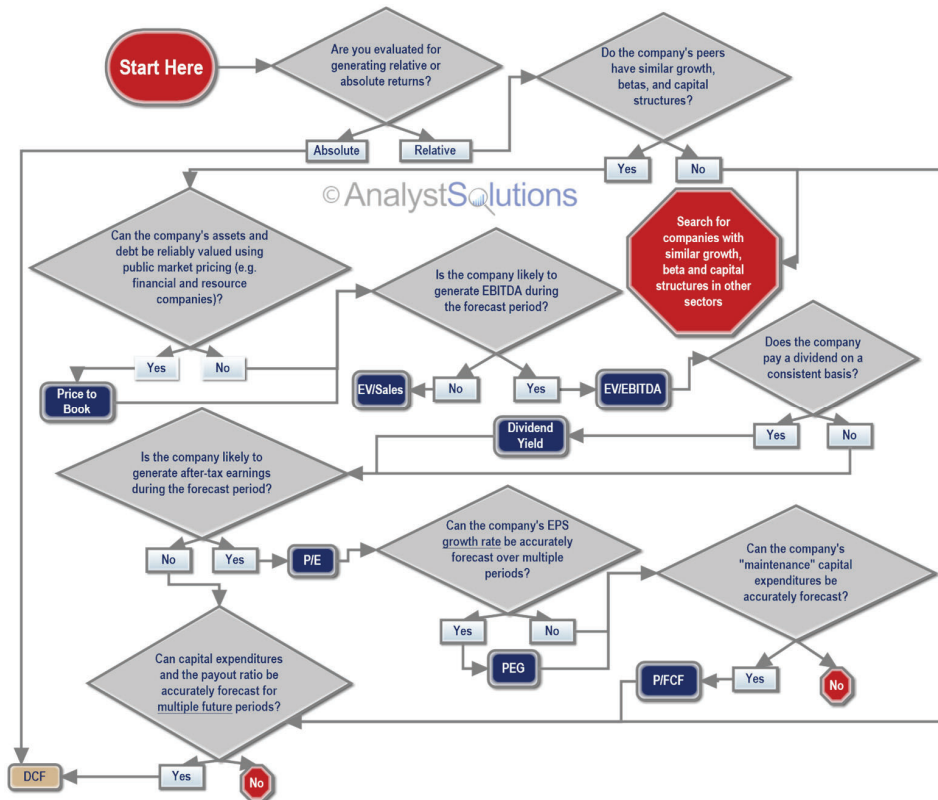 Start Here
Are you evaluated for
generating relative or
absolute returns?
Absolute
Relative
Do the company's peers
have similar growth,
betas, and capital
structures?
Yes
No
© AnalystSolutions
Search for
companies with
similar growth,
beta and capital
structures in other
sectors
Can the company's assets and
debt be reliably valued using
public market pricing (e.g.
financial and resource
companies)?
Yes
No
Price to
Book
Is the company likely to
generate EBITDA during
the forecast period?
EV/Sales
No
Yes
EV/EBITDA
Does the company
pay a dividend on a
consistent basis?
Yes
No
Dividend
Yield
Is the company likely to
generate after-tax earnings
during the forecast period?
No
Yes
P/E
Can the company's EPS
growth rate be accurately
forecast over multiple
periods?
Yes
No
PEG
Can the company's
"maintenance" capital
expenditures be
accurately forecast?
P/FCF
Yes
No
Can capital expenditures
and the payout ratio be
accurately forecast for
multiple future periods?
DCF
Yes
No